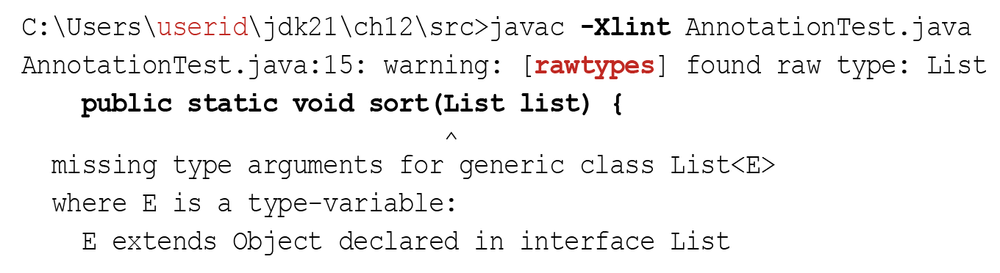 C:\Users\userid\jdk21\ch12\src>javac -Xlint AnnotationTest.java
AnnotationTest.java:15: warning: [rawtypes] found raw type: List
    public static void sort(List list) {
                            ^
  missing type arguments for generic class List<E>
  where E is a type-variable:
    E extends Object declared in interface List